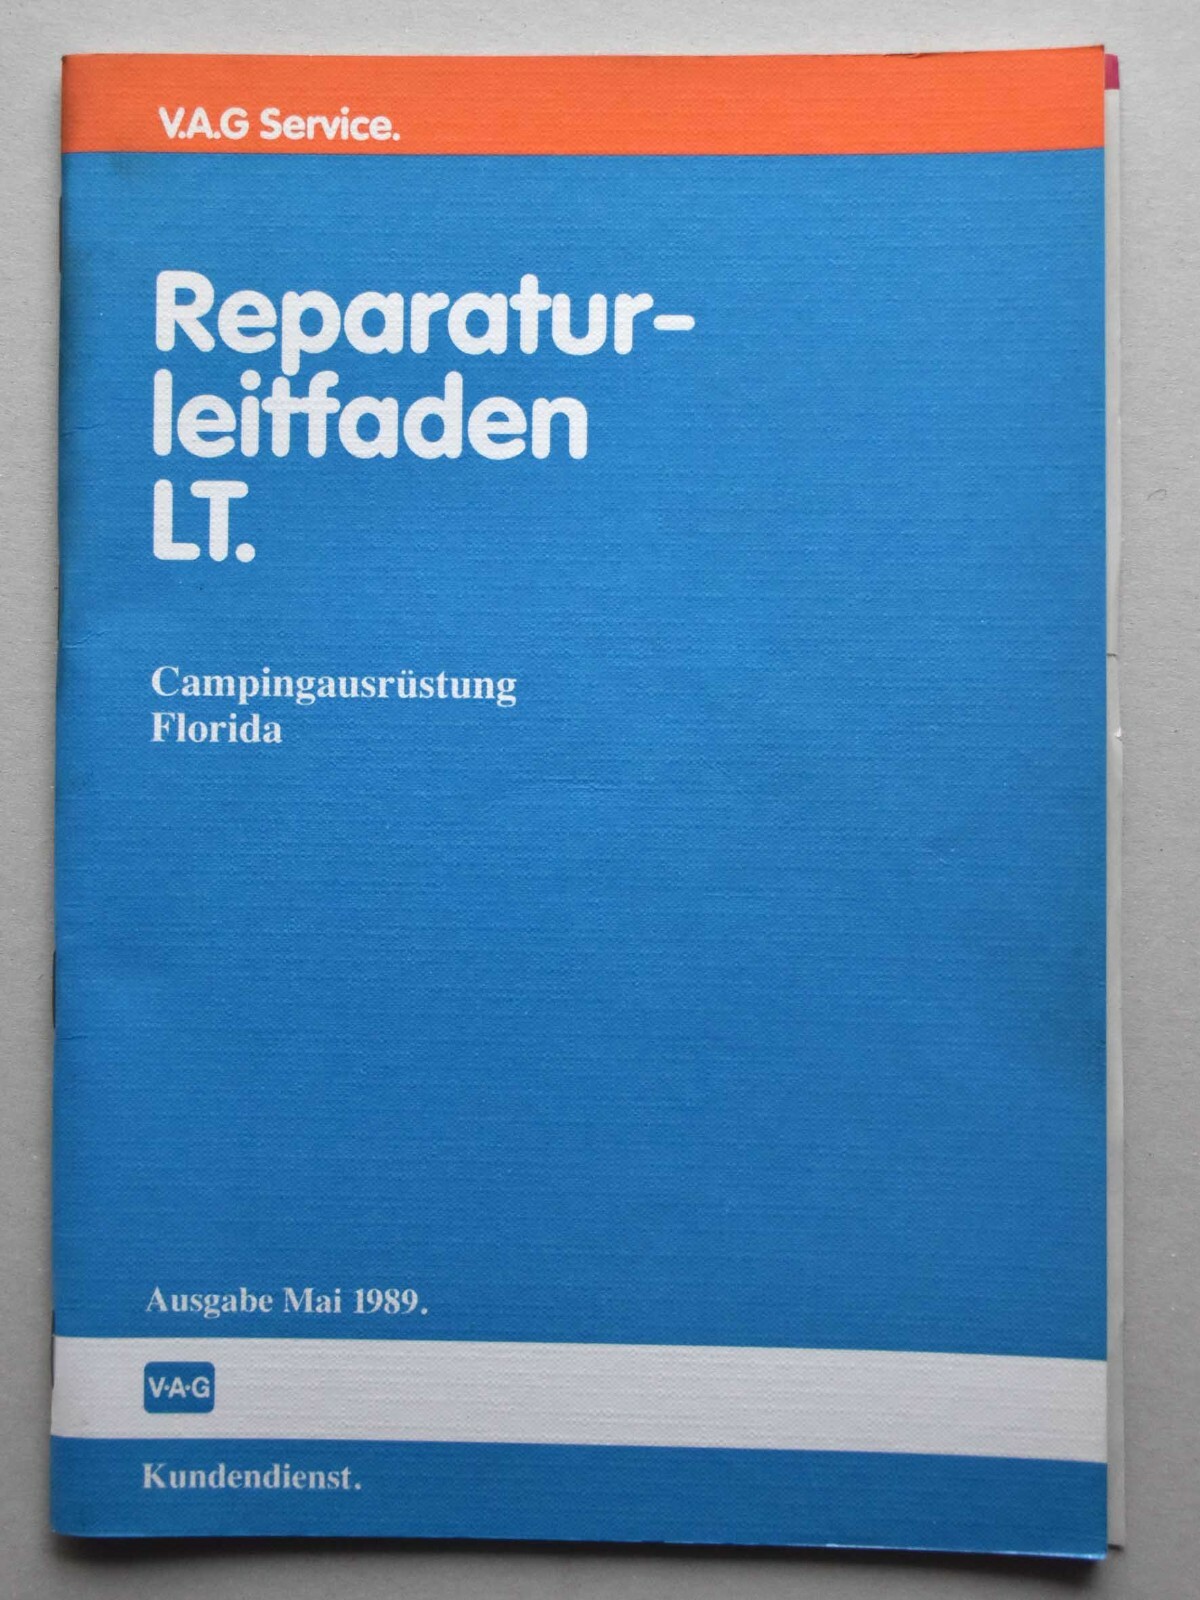 V.A.G Service.
Reparatur-
leitfaden
LT.
Campingausrüstung
Florida
Ausgabe Mai 1989.
V·A·G
Kundendienst.